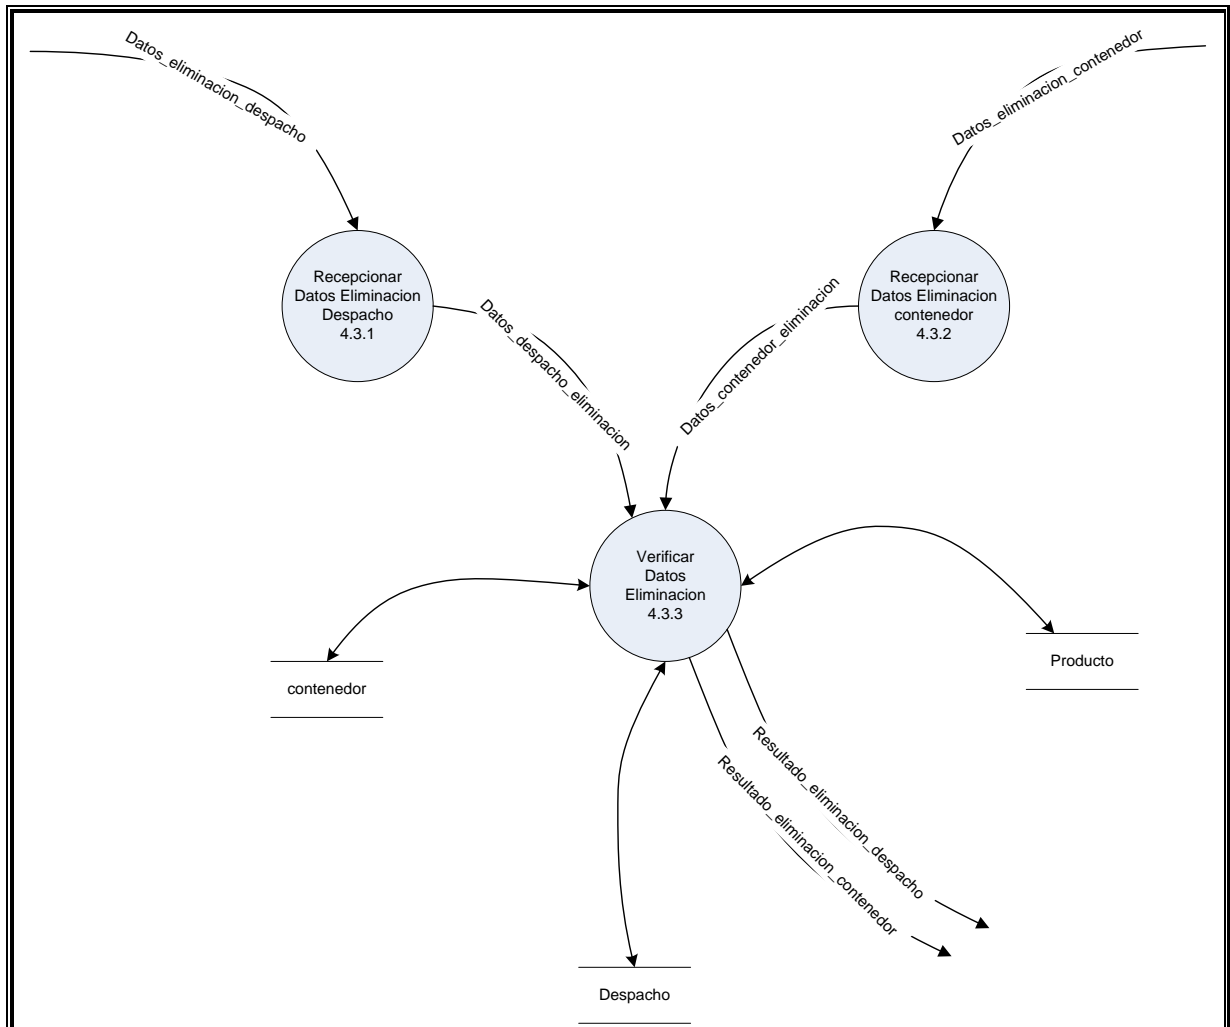 Datos_eliminacion_despacho
Datos_eliminacion_contenedor
Recepcionar
Datos Eliminacion
Despacho
4.3.1
Recepcionar
Datos Eliminacion
contenedor
4.3.2
Datos_despacho_eliminacion
Datos_contenedor_eliminacion
Verificar
Datos
Eliminacion
4.3.3
contenedor
Producto
Resultado_eliminacion_despacho
Resultado_eliminacion_contenedor
Despacho